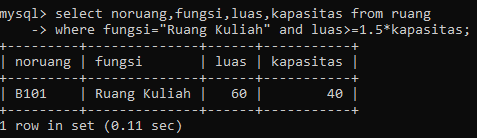 mysql> select noruang,fungsi,luas,kapasitas from ruang
    -> where fungsi="Ruang Kuliah" and luas>=1.5*kapasitas;
+---------+--------------+------+-----------+
| noruang | fungsi       | luas | kapasitas |
+---------+--------------+------+-----------+
| B101    | Ruang Kuliah |   60 |        40 |
+---------+--------------+------+-----------+
1 row in set (0.11 sec)